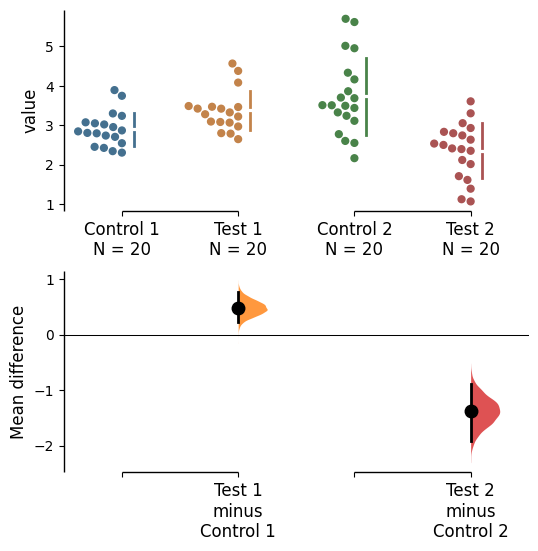 value
5
4
3
2
1
Control 1 Test 1 Control 2 Test 2
N = 20 N = 20 N = 20 N = 20
Mean difference
1
0
−1
−2
Test 1 Test 2
minus minus
Control 1 Control 2